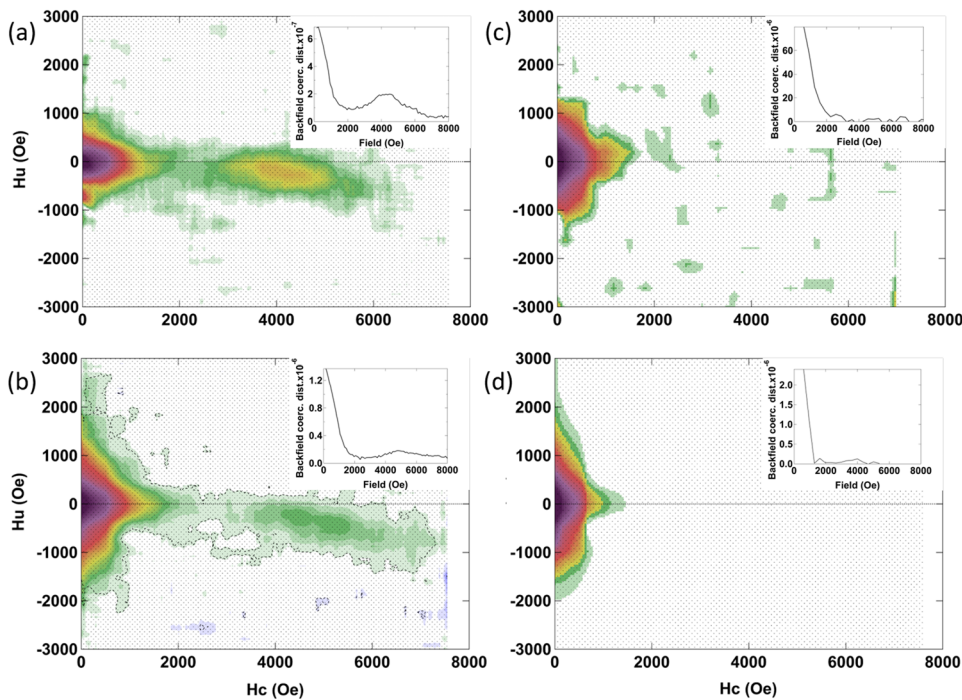 (a)
3000
2000
1000
0
-1000
-2000
-3000
Hu (Oe)
0 2000 4000 6000 8000
Backfield coerc. dist.x10⁻⁷
6
4
2
0
0 2000 4000 6000 8000
Field (Oe)
(c)
3000
2000
1000
0
-1000
-2000
-3000
0 2000 4000 6000 8000
Backfield coerc. dist.x10⁻⁶
60
40
20
0
0 2000 4000 6000 8000
Field (Oe)
(b)
3000
2000
1000
0
-1000
-2000
-3000
Hu (Oe)
0 2000 4000 6000 8000
Hc (Oe)
Backfield coerc. dist.x10⁻⁶
1.2
0.8
0.4
0.0
0 2000 4000 6000 8000
Field (Oe)
(d)
3000
2000
1000
0
-1000
-2000
-3000
0 2000 4000 6000 8000
Hc (Oe)
Backfield coerc. dist.x10⁻⁶
2.0
1.5
1.0
0.5
0.0
0 2000 4000 6000 8000
Field (Oe)